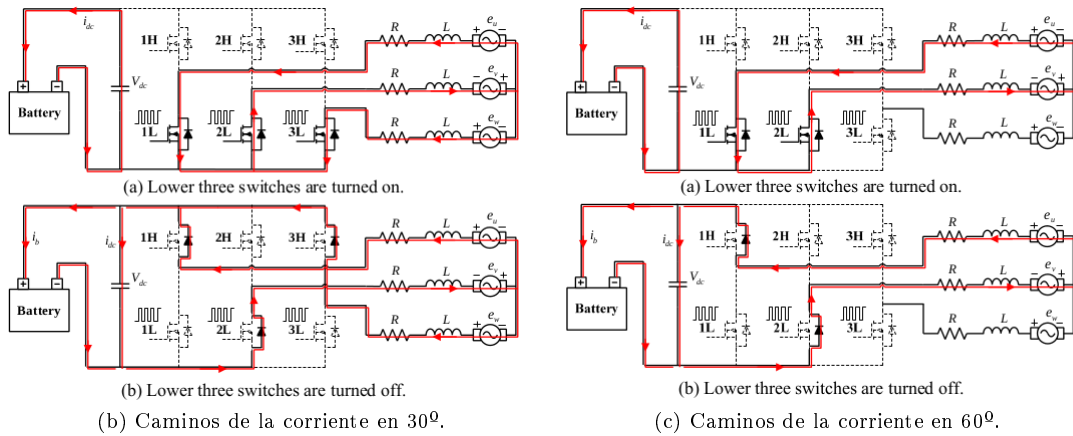 i_dc
1H 2H 3H
R L + e_u −
+ − V_dc R L − e_v +
Battery
1L 2L 3L
R L + e_w −
(a) Lower three switches are turned on.
i_b i_dc
1H 2H 3H
R L + e_u −
+ − V_dc R L − e_v +
Battery
1L 2L 3L
R L + e_w −
(b) Lower three switches are turned off.
(b) Caminos de la corriente en 30º.
i_dc
1H 2H 3H
R L + e_u −
+ − V_dc R L − e_v +
Battery
1L 2L 3L
R L + e_w −
(a) Lower three switches are turned on.
i_b i_dc
1H 2H 3H
R L + e_u −
+ − V_dc R L − e_v +
Battery
1L 2L 3L
R L + e_w −
(b) Lower three switches are turned off.
(c) Caminos de la corriente en 60º.